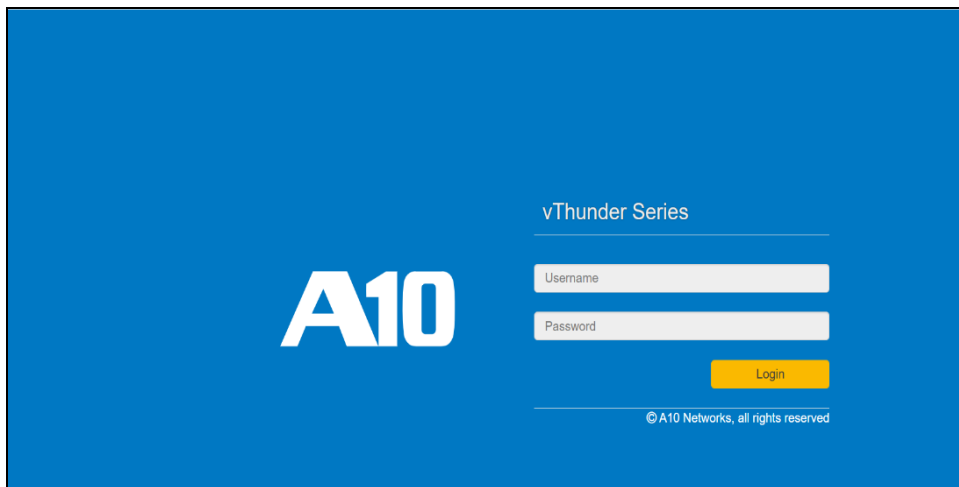 vThunder Series
A10
Username
Password
Login
© A10 Networks, all rights reserved